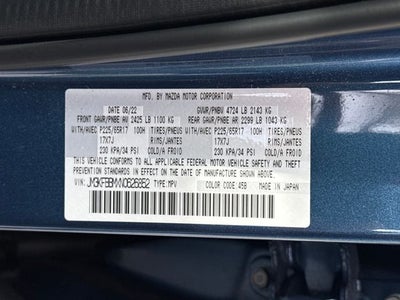 MFG. BY MAZDA MOTOR CORPORATION
DATE: 06/22 GVWR/PNBV 4724 LB 2143 KG
FRONT GAWR/PNBE AV 2425 LB 1100 KG REAR GAWR/PNBE AR 2299 LB 1043 KG
WITH/AVEC P225/65R17 100H TIRES/PNEUS WITH/AVEC P225/65R17 100H TIRES/PNEUS
17X7J RIMS/JANTES 17X7J RIMS/JANTES
230 KPA/34 PSI COLD/A FROID 230 KPA/34 PSI COLD/A FROID
THIS VEHICLE CONFORMS TO ALL APPLICABLE FEDERAL MOTOR VEHICLE
SAFETY, BUMPER, AND THEFT PREVENTION STANDARDS IN EFFECT
ON THE DATE OF MANUFACTURE SHOWN ABOVE.
VIN: TYPE: MPV COLOR CODE: 45B MADE IN JAPAN